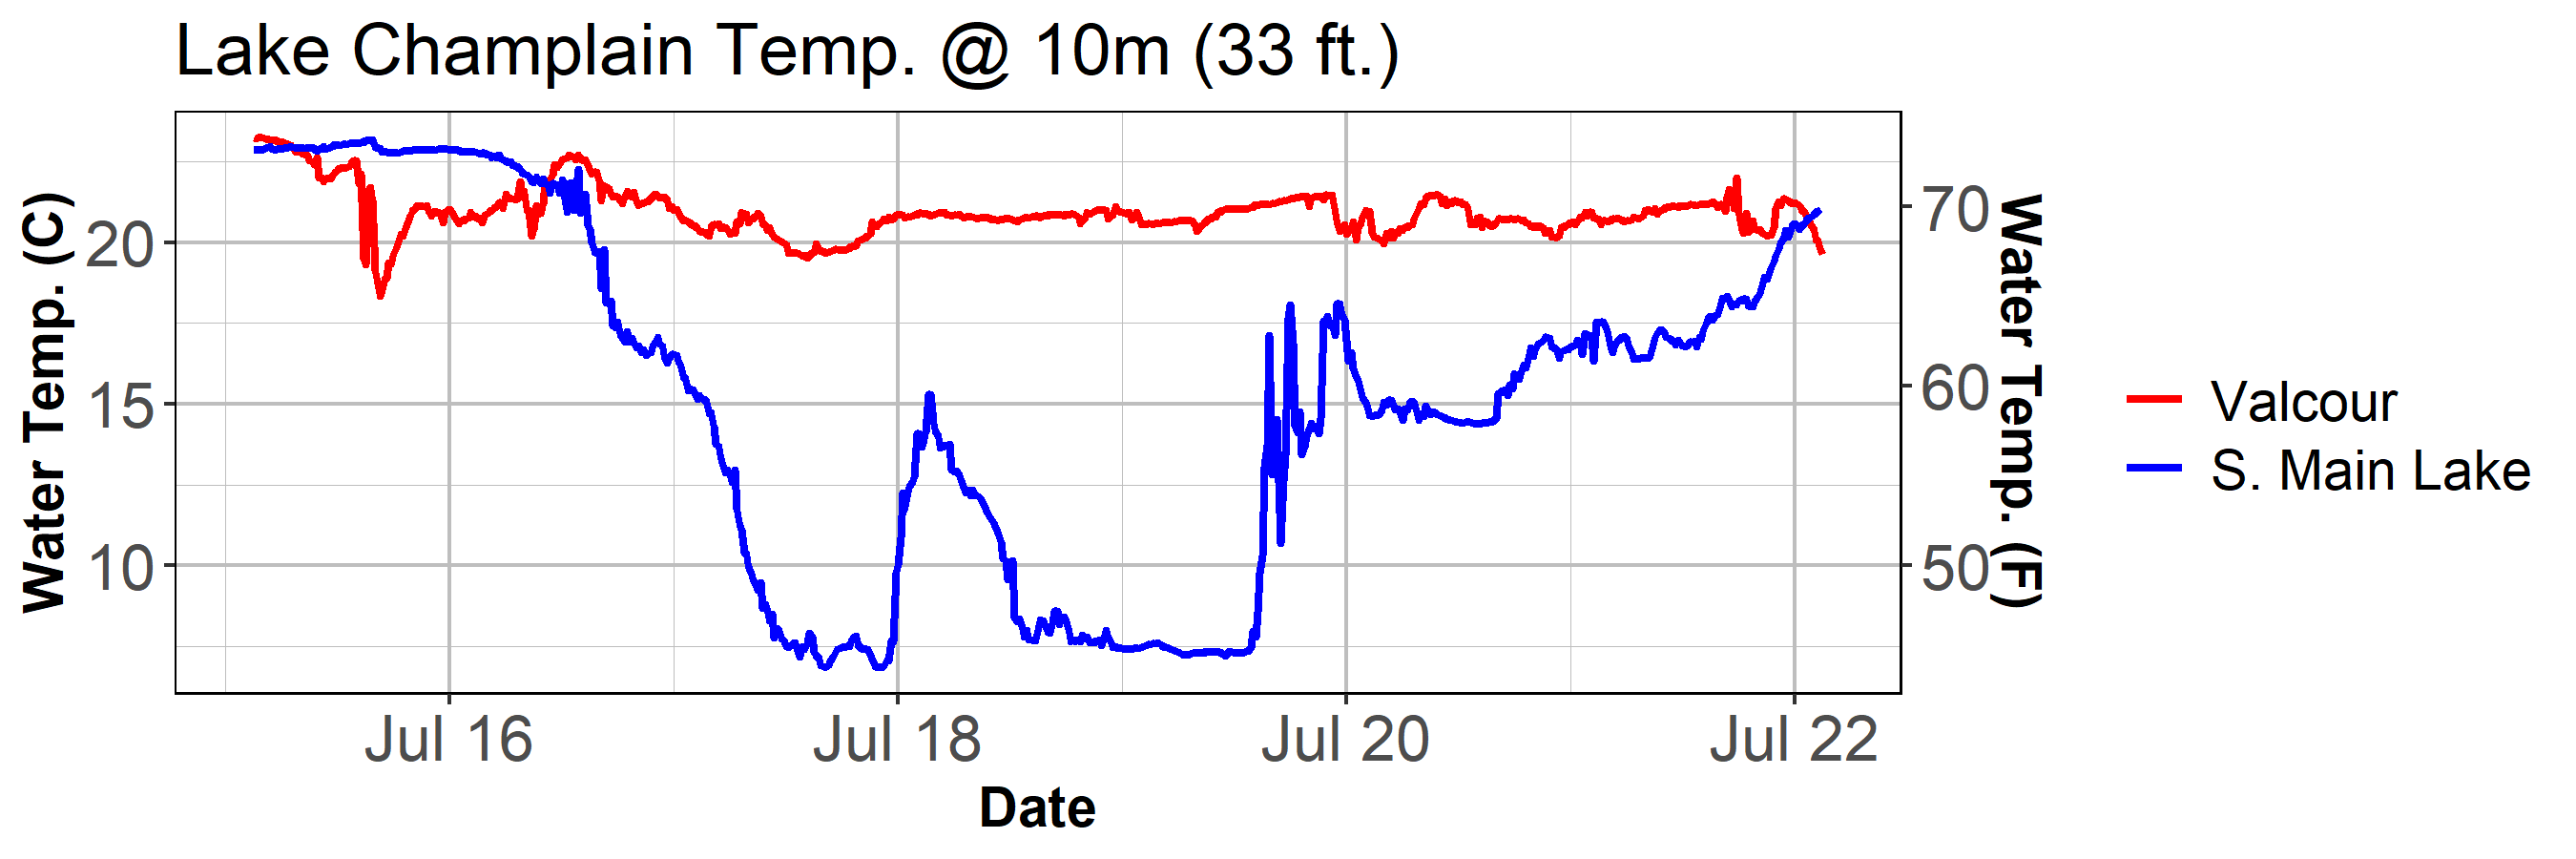 Lake Champlain Temp. @ 10m (33 ft.)
Water Temp. (C)
20
15
10
70
60
50
Water Temp. (F)
Jul 16
Jul 18
Jul 20
Jul 22
Date
Valcour
S. Main Lake